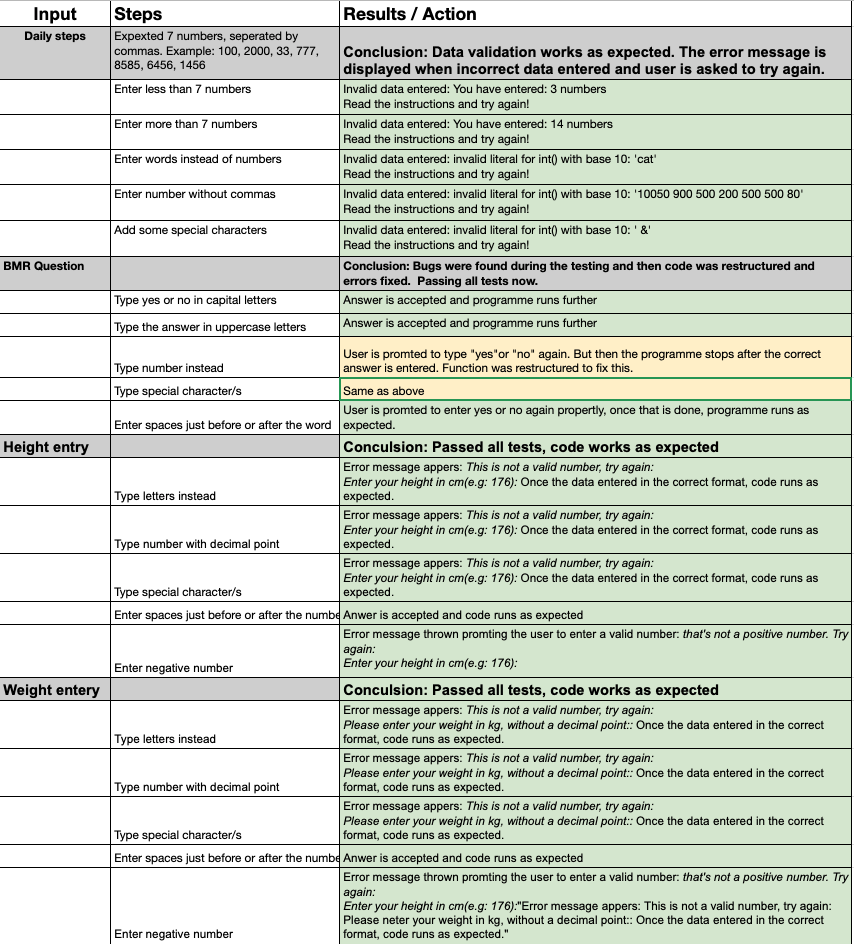 Input Steps Results / Action
Daily steps
Expexted 7 numbers, seperated by
commas. Example: 100, 2000, 33, 777,
8585, 6456, 1456
Conclusion: Data validation works as expected. The error message is
displayed when incorrect data entered and user is asked to try again.
Enter less than 7 numbers
Invalid data entered: You have entered: 3 numbers
Read the instructions and try again!
Enter more than 7 numbers
Invalid data entered: You have entered: 14 numbers
Read the instructions and try again!
Enter words instead of numbers
Invalid data entered: invalid literal for int() with base 10: 'cat'
Read the instructions and try again!
Enter number without commas
Invalid data entered: invalid literal for int() with base 10: '10050 900 500 200 500 500 80'
Read the instructions and try again!
Add some special characters
Invalid data entered: invalid literal for int() with base 10: ' &'
Read the instructions and try again!
BMR Question
Conclusion: Bugs were found during the testing and then code was restructured and
errors fixed. Passing all tests now.
Type yes or no in capital letters
Answer is accepted and programme runs further
Type the answer in uppercase letters
Answer is accepted and programme runs further
Type number instead
User is promted to type "yes"or "no" again. But then the programme stops after the correct
answer is entered. Function was restructured to fix this.
Type special character/s
Same as above
Enter spaces just before or after the word
User is promted to enter yes or no again propertly, once that is done, programme runs as
expected.
Height entry
Conculsion: Passed all tests, code works as expected
Type letters instead
Error message appers: This is not a valid number, try again:
Enter your height in cm(e.g: 176): Once the data entered in the correct format, code runs as
expected.
Type number with decimal point
Error message appers: This is not a valid number, try again:
Enter your height in cm(e.g: 176): Once the data entered in the correct format, code runs as
expected.
Type special character/s
Error message appers: This is not a valid number, try again:
Enter your height in cm(e.g: 176): Once the data entered in the correct format, code runs as
expected.
Enter spaces just before or after the numbe
Anwer is accepted and code runs as expected
Enter negative number
Error message thrown promting the user to enter a valid number: that's not a positive number. Try
again:
Enter your height in cm(e.g: 176):
Weight entery
Conculsion: Passed all tests, code works as expected
Type letters instead
Error message appers: This is not a valid number, try again:
Please enter your weight in kg, without a decimal point:: Once the data entered in the correct
format, code runs as expected.
Type number with decimal point
Error message appers: This is not a valid number, try again:
Please enter your weight in kg, without a decimal point:: Once the data entered in the correct
format, code runs as expected.
Type special character/s
Error message appers: This is not a valid number, try again:
Please enter your weight in kg, without a decimal point:: Once the data entered in the correct
format, code runs as expected.
Enter spaces just before or after the numbe
Anwer is accepted and code runs as expected
Enter negative number
Error message thrown promting the user to enter a valid number: that's not a positive number. Try
again:
Enter your height in cm(e.g: 176):"Error message appers: This is not a valid number, try again:
Please neter your weight in kg, without a decimal point:: Once the data entered in the correct
format, code runs as expected."